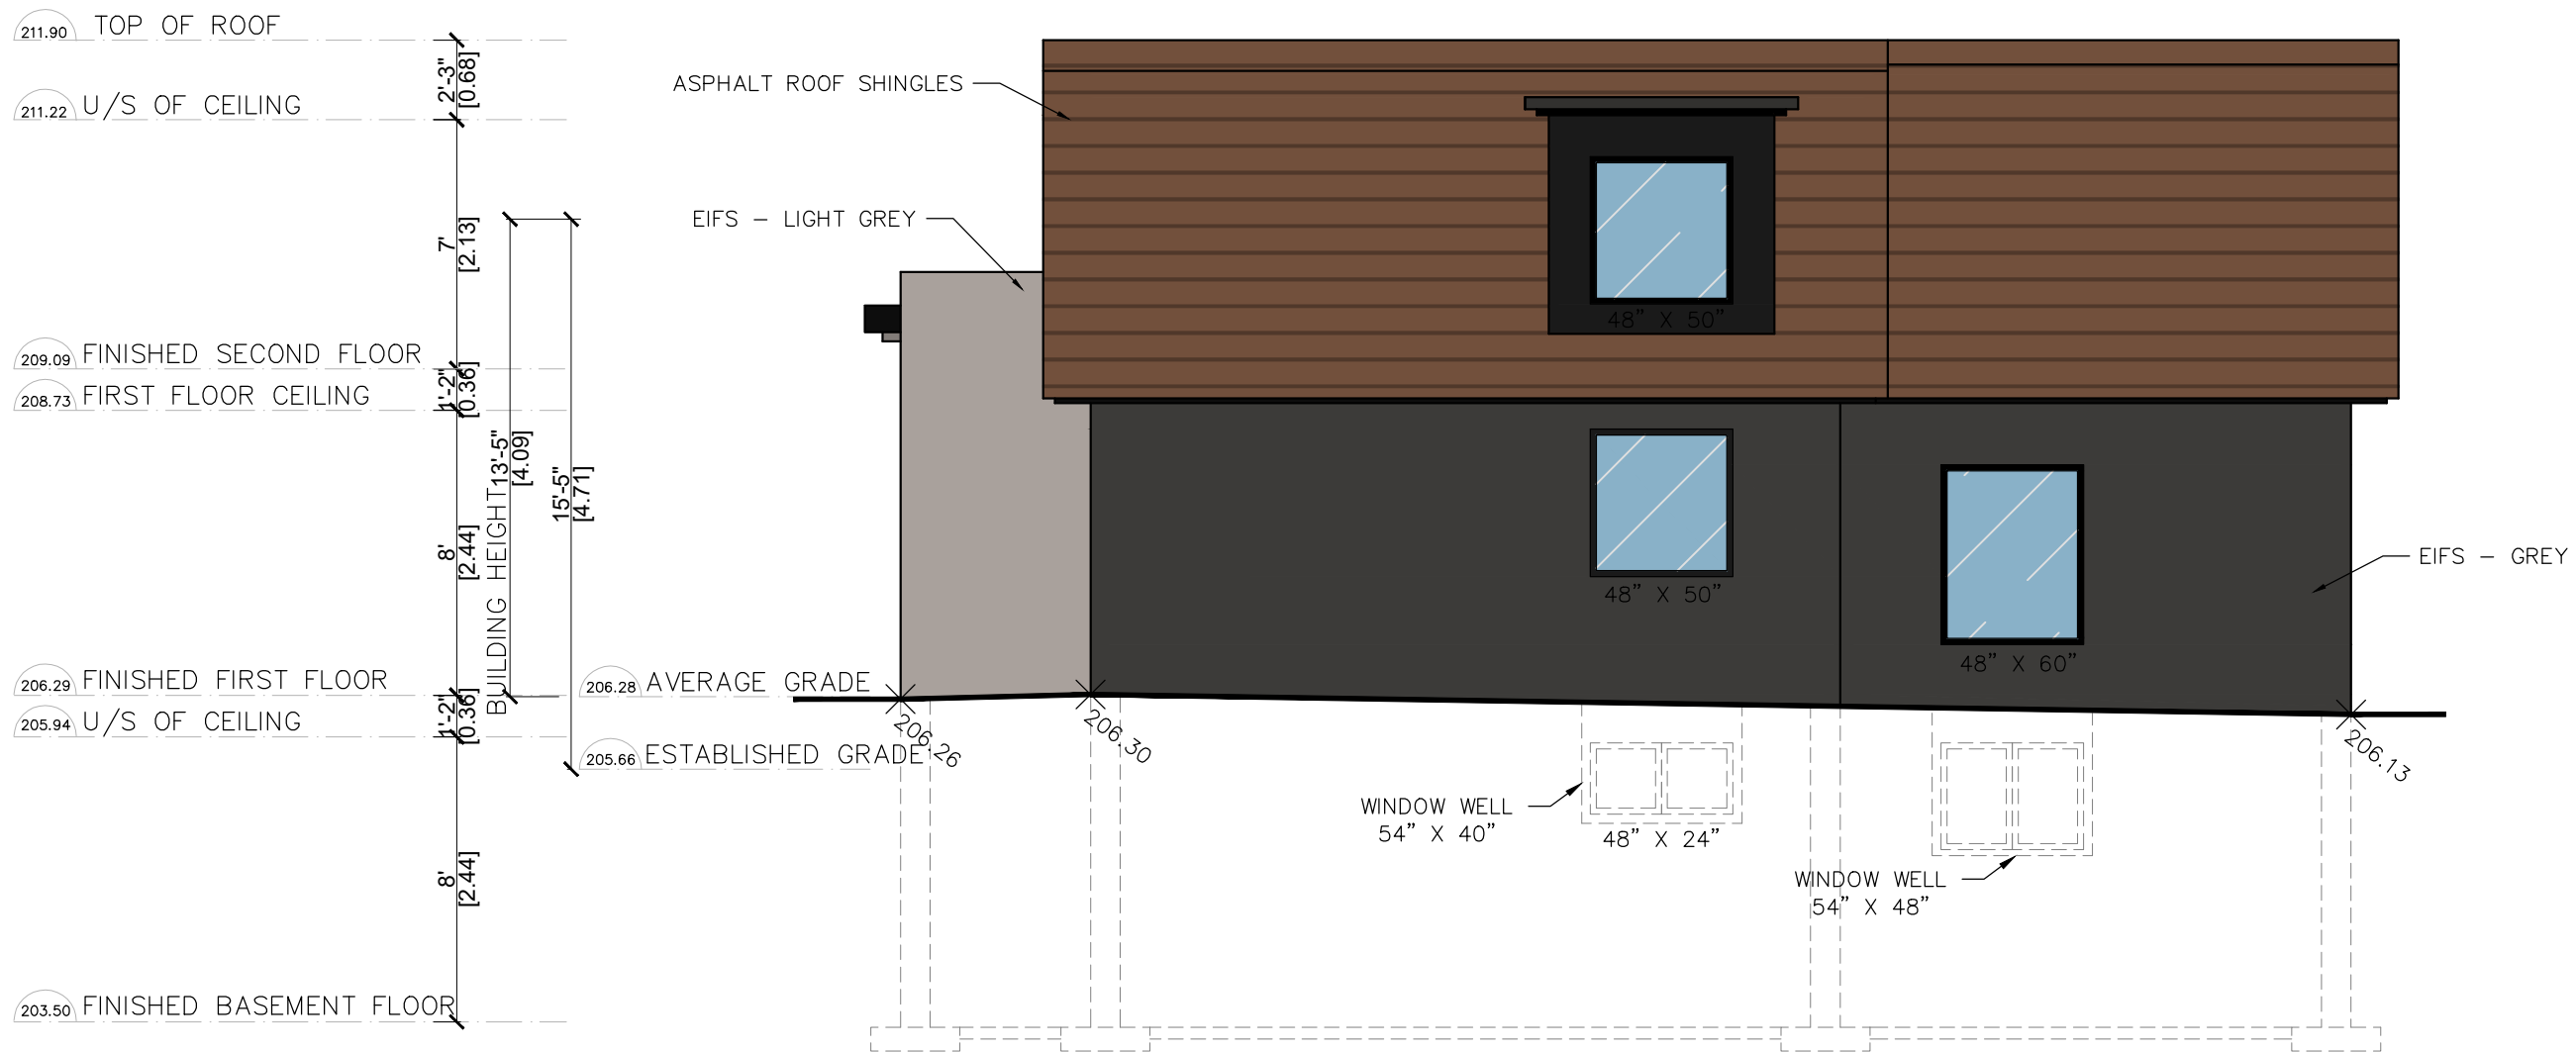 211.90 TOP OF ROOF
2'-3"
[0.68]
211.22 U/S OF CEILING
7'
[2.13]
209.09 FINISHED SECOND FLOOR
1'-2"
[0.36]
208.73 FIRST FLOOR CEILING
8'
[2.44]
206.29 FINISHED FIRST FLOOR
1'-2"
[0.36]
205.94 U/S OF CEILING
8'
[2.44]
203.50 FINISHED BASEMENT FLOOR
BUILDING HEIGHT 13'-5"
[4.09]
15'-5"
[4.71]
206.28 AVERAGE GRADE
205.66 ESTABLISHED GRADE
ASPHALT ROOF SHINGLES
EIFS - LIGHT GREY
48” X 50”
48” X 50”
48” X 60”
EIFS - GREY
206.26
206.30
206.13
WINDOW WELL
54” X 40”
48” X 24”
WINDOW WELL
54” X 48”